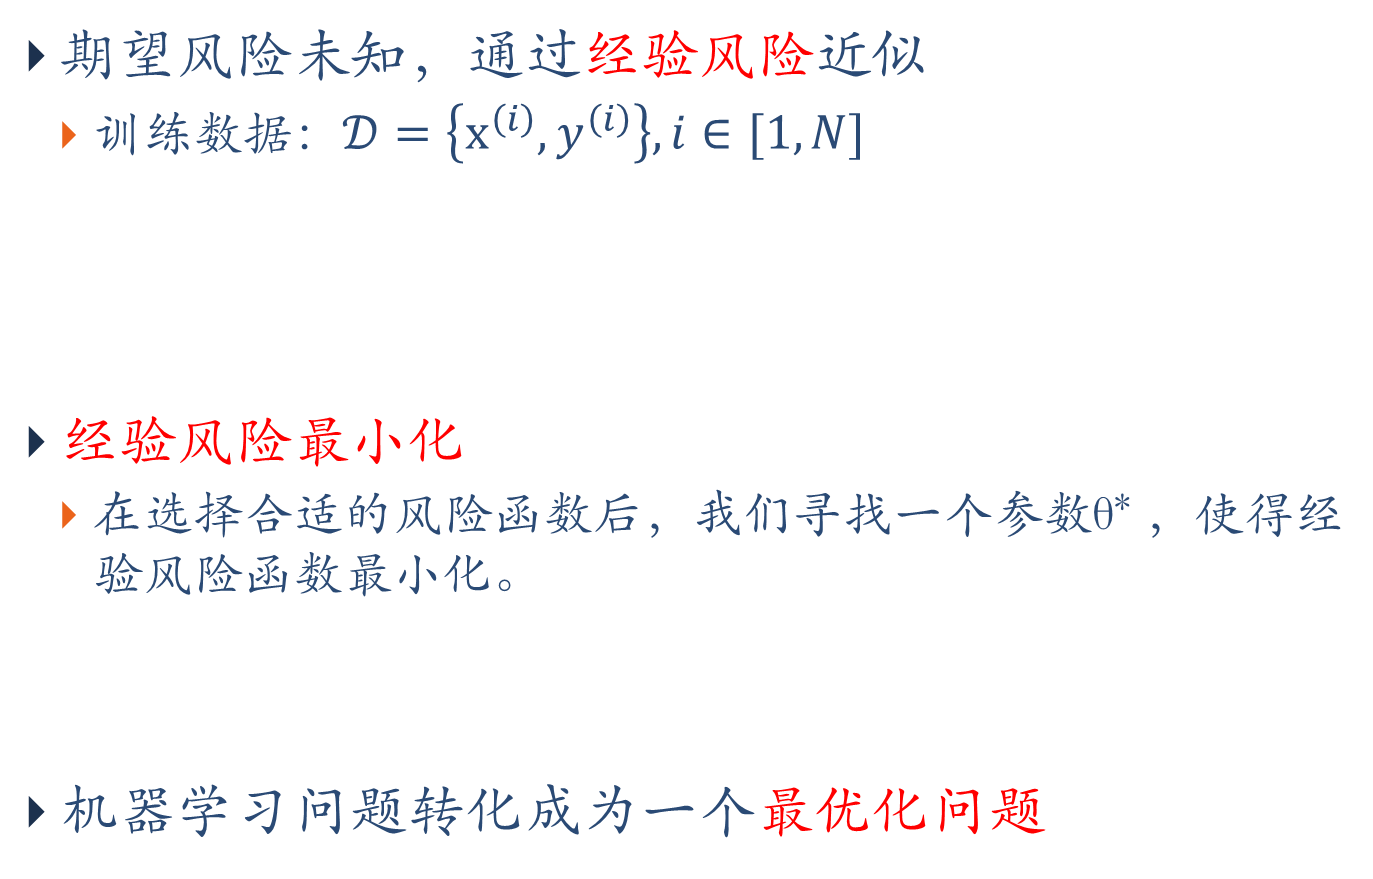 期望风险未知，通过经验风险近似
训练数据：𝒟 = {x⁽ⁱ⁾, y⁽ⁱ⁾}, i ∈ [1, N]
经验风险最小化
在选择合适的风险函数后，我们寻找一个参数θ*，使得经
验风险函数最小化。
机器学习问题转化成为一个最优化问题